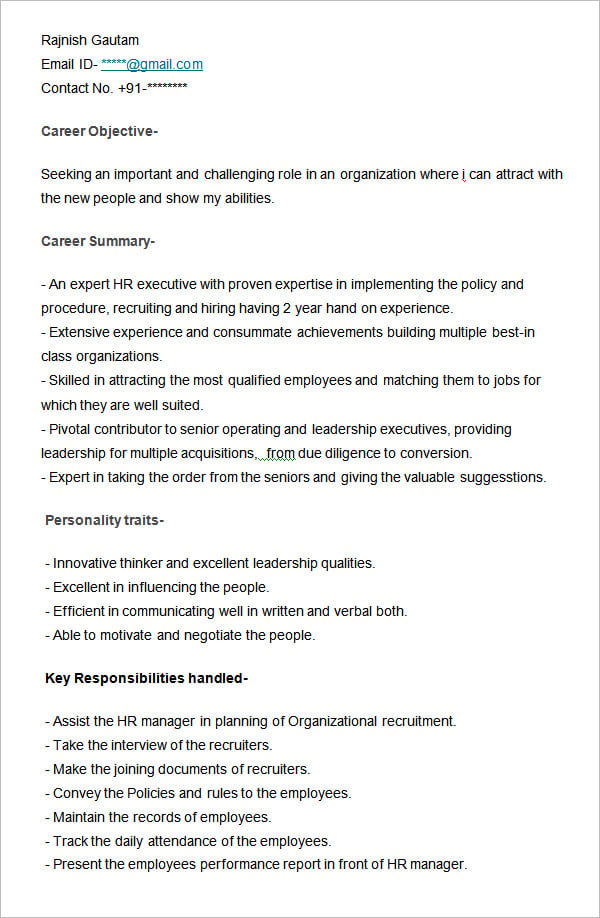 Rajnish Gautam
Email ID- *****@gmail.com
Contact No. +91-********
Career Objective-
Seeking an important and challenging role in an organization where i can attract with
the new people and show my abilities.
Career Summary-
- An expert HR executive with proven expertise in implementing the policy and
procedure, recruiting and hiring having 2 year hand on experience.
- Extensive experience and consummate achievements building multiple best-in
class organizations.
- Skilled in attracting the most qualified employees and matching them to jobs for
which they are well suited.
- Pivotal contributor to senior operating and leadership executives, providing
leadership for multiple acquisitions,  from due diligence to conversion.
- Expert in taking the order from the seniors and giving the valuable suggesstions.
Personality traits-
- Innovative thinker and excellent leadership qualities.
- Excellent in influencing the people.
- Efficient in communicating well in written and verbal both.
- Able to motivate and negotiate the people.
Key Responsibilities handled-
- Assist the HR manager in planning of Organizational recruitment.
- Take the interview of the recruiters.
- Make the joining documents of recruiters.
- Convey the Policies and rules to the employees.
- Maintain the records of employees.
- Track the daily attendance of the employees.
- Present the employees performance report in front of HR manager.